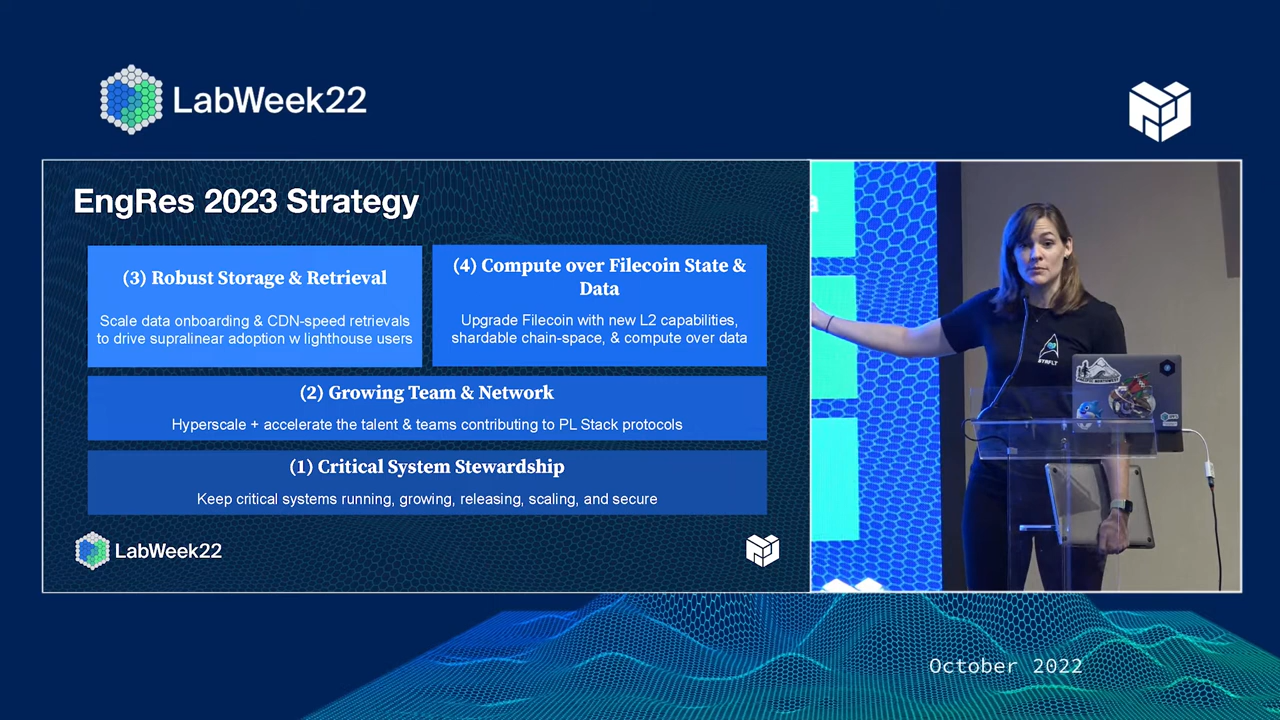 LabWeek22
EngRes 2023 Strategy
(3) Robust Storage & Retrieval
Scale data onboarding & CDN-speed retrievals
to drive supralinear adoption w lighthouse users
(4) Compute over Filecoin State &
Data
Upgrade Filecoin with new L2 capabilities,
shardable chain-space, & compute over data
(2) Growing Team & Network
Hyperscale + accelerate the talent & teams contributing to PL Stack protocols
(1) Critical System Stewardship
Keep critical systems running, growing, releasing, scaling, and secure
LabWeek22
a
STRFLT
PACIFIC NORTHWEST
October 2022